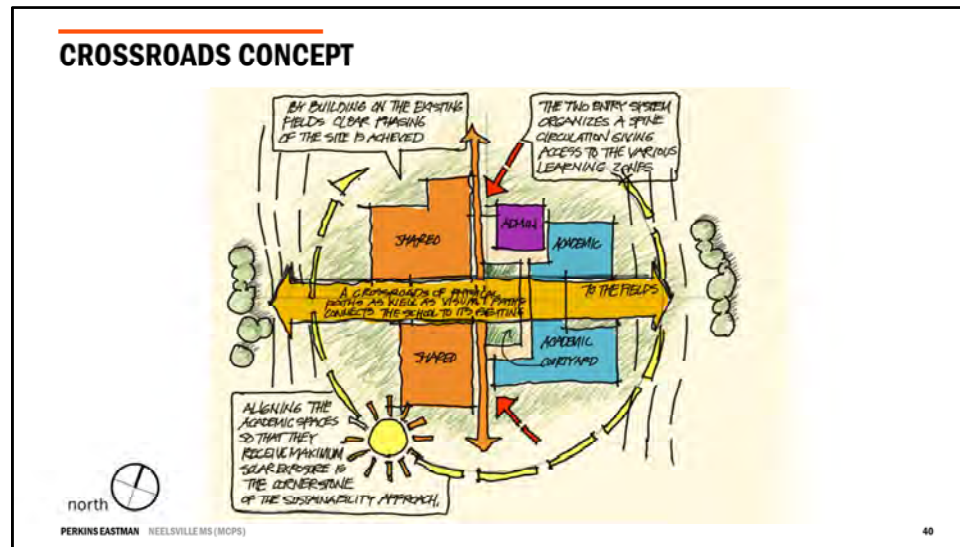 CROSSROADS CONCEPT
BY BUILDING ON THE EXISTING
FIELDS CLEAR PHASING
OF THE SITE IS ACHIEVED
THE TWO ENTRY SYSTEM
ORGANIZES A SPINE
CIRCULATION GIVING
ACCESS TO THE VARIOUS
LEARNING ZONES
SHARED
ADMIN
ACADEMIC
A CROSSROADS OF PHYSICAL
PATHS AS WELL AS VISUAL PATHS
CONNECTS THE SCHOOL TO ITS SETTING
TO THE FIELDS
SHARED
ACADEMIC
COURTYARD
ALIGNING THE
ACADEMIC SPACES
SO THAT THEY
RECEIVE MAXIMUM
SOLAR EXPOSURE IS
THE CORNERSTONE
OF THE SUSTAINABILITY APPROACH.
north
PERKINS EASTMAN NEELSVILLE MS (MCPS)
40